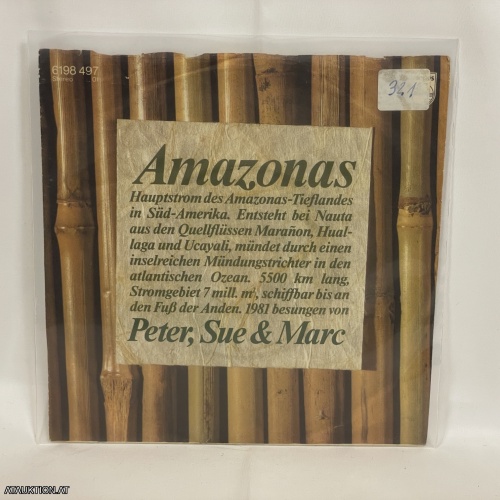 6198 497
Stereo
341
Amazonas
Hauptstrom des Amazonas-Tieflandes
in Süd-Amerika. Entsteht bei Nauta
aus den Quellflüssen Marañon, Hual-
laga und Ucayali, mündet durch einen
inselreichen Mündungstrichter in den
atlantischen Ozean. 5500 km lang,
Stromgebiet 7 mill. m², schiffbar bis an
den Fuß der Anden. 1981 besungen von
Peter, Sue & Marc
ATAUKTION.AT